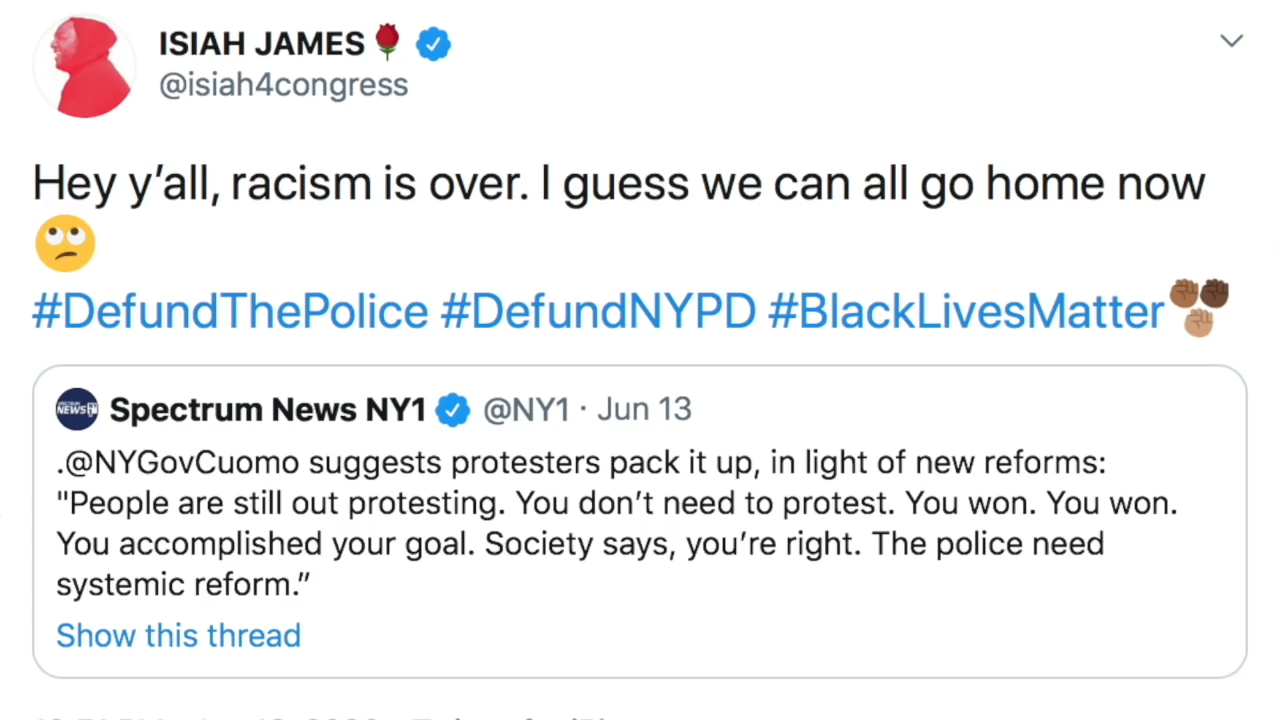 ISIAH JAMES🌹
@isiah4congress
Hey y’all, racism is over. I guess we can all go home now
🙄
#DefundThePolice #DefundNYPD #BlackLivesMatter✊🏾✊🏿✊🏽
Spectrum News NY1 @NY1 · Jun 13
.@NYGovCuomo suggests protesters pack it up, in light of new reforms:
"People are still out protesting. You don’t need to protest. You won. You won.
You accomplished your goal. Society says, you’re right. The police need
systemic reform.”
Show this thread